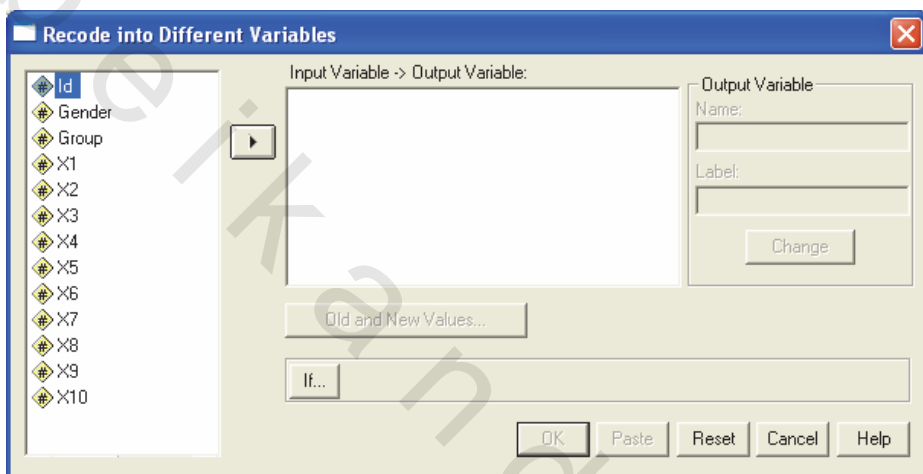 Recode into Different Variables
Id
Gender
Group
X1
X2
X3
X4
X5
X6
X7
X8
X9
X10
Input Variable -> Output Variable:
Output Variable
Name:
Label:
Change
Old and New Values...
If...
OK
Paste
Reset
Cancel
Help